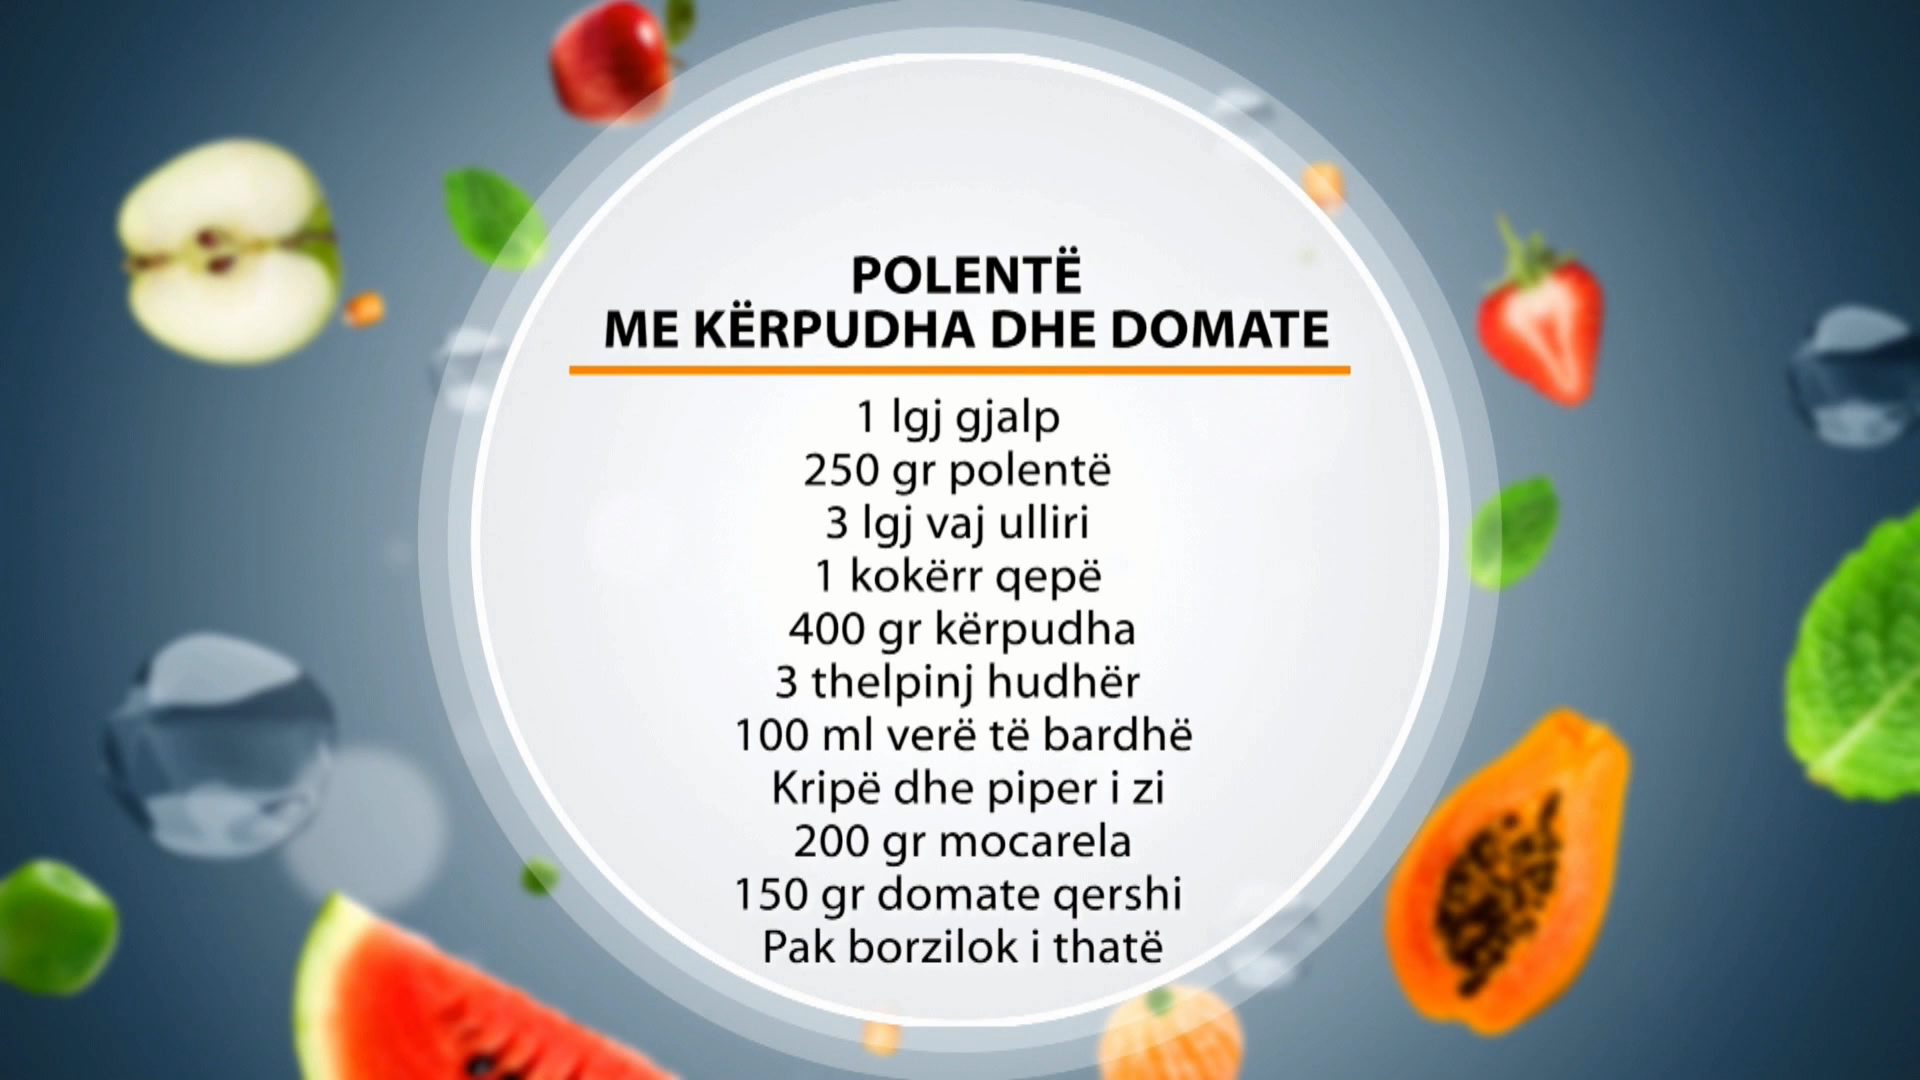 POLENTË
ME KËRPUDHA DHE DOMATE
1 lgj gjalp
250 gr polentë
3 lgj vaj ulliri
1 kokërr qepë
400 gr kërpudha
3 thelpinj hudhër
100 ml verë të bardhë
Kripë dhe piper i zi
200 gr mocarela
150 gr domate qershi
Pak borzilok i thatë